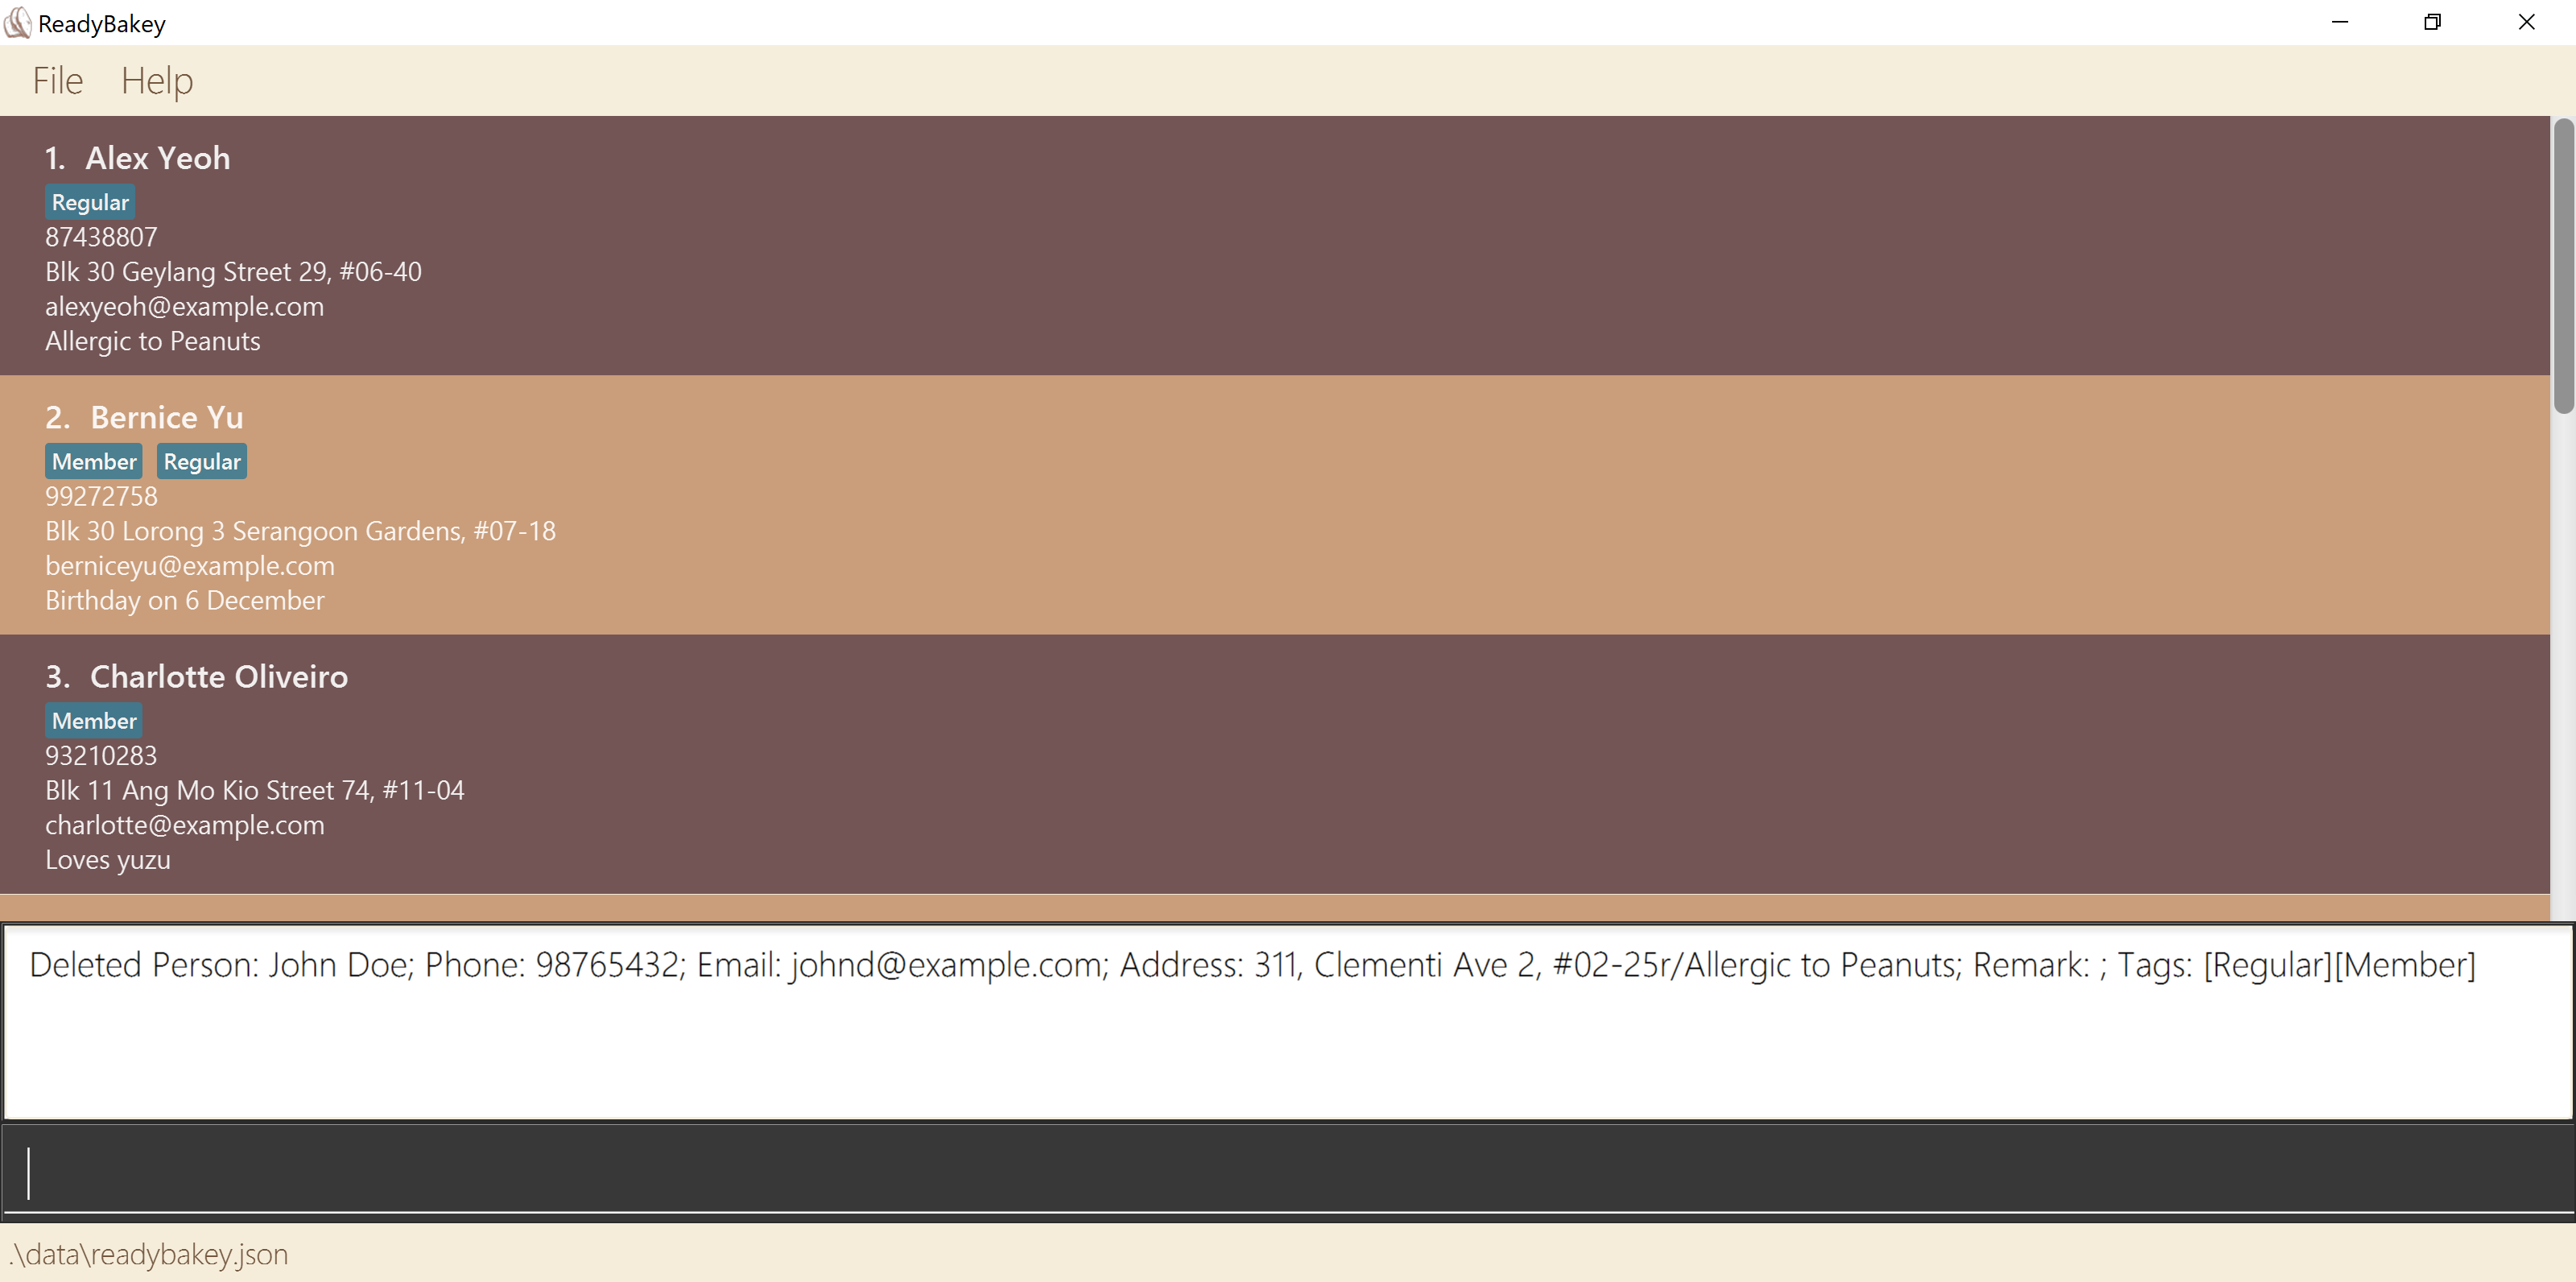 ReadyBakey
File Help
1. Alex Yeoh
Regular
87438807
Blk 30 Geylang Street 29, #06-40
alexyeoh@example.com
Allergic to Peanuts
2. Bernice Yu
Member Regular
99272758
Blk 30 Lorong 3 Serangoon Gardens, #07-18
berniceyu@example.com
Birthday on 6 December
3. Charlotte Oliveiro
Member
93210283
Blk 11 Ang Mo Kio Street 74, #11-04
charlotte@example.com
Loves yuzu
Deleted Person: John Doe; Phone: 98765432; Email: johnd@example.com; Address: 311, Clementi Ave 2, #02-25r/Allergic to Peanuts; Remark: ; Tags: [Regular][Member]
.\data\readybakey.json